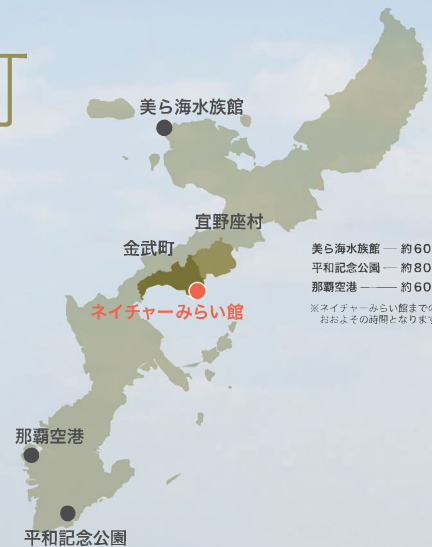 町
美ら海水族館
宜野座村
金武町
美ら海水族館 — 約60
平和記念公園 — 約80
那覇空港 —— 約60
※ネイチャーみらい館までの
おおよその時間となります
ネイチャーみらい館
那覇空港
平和記念公園